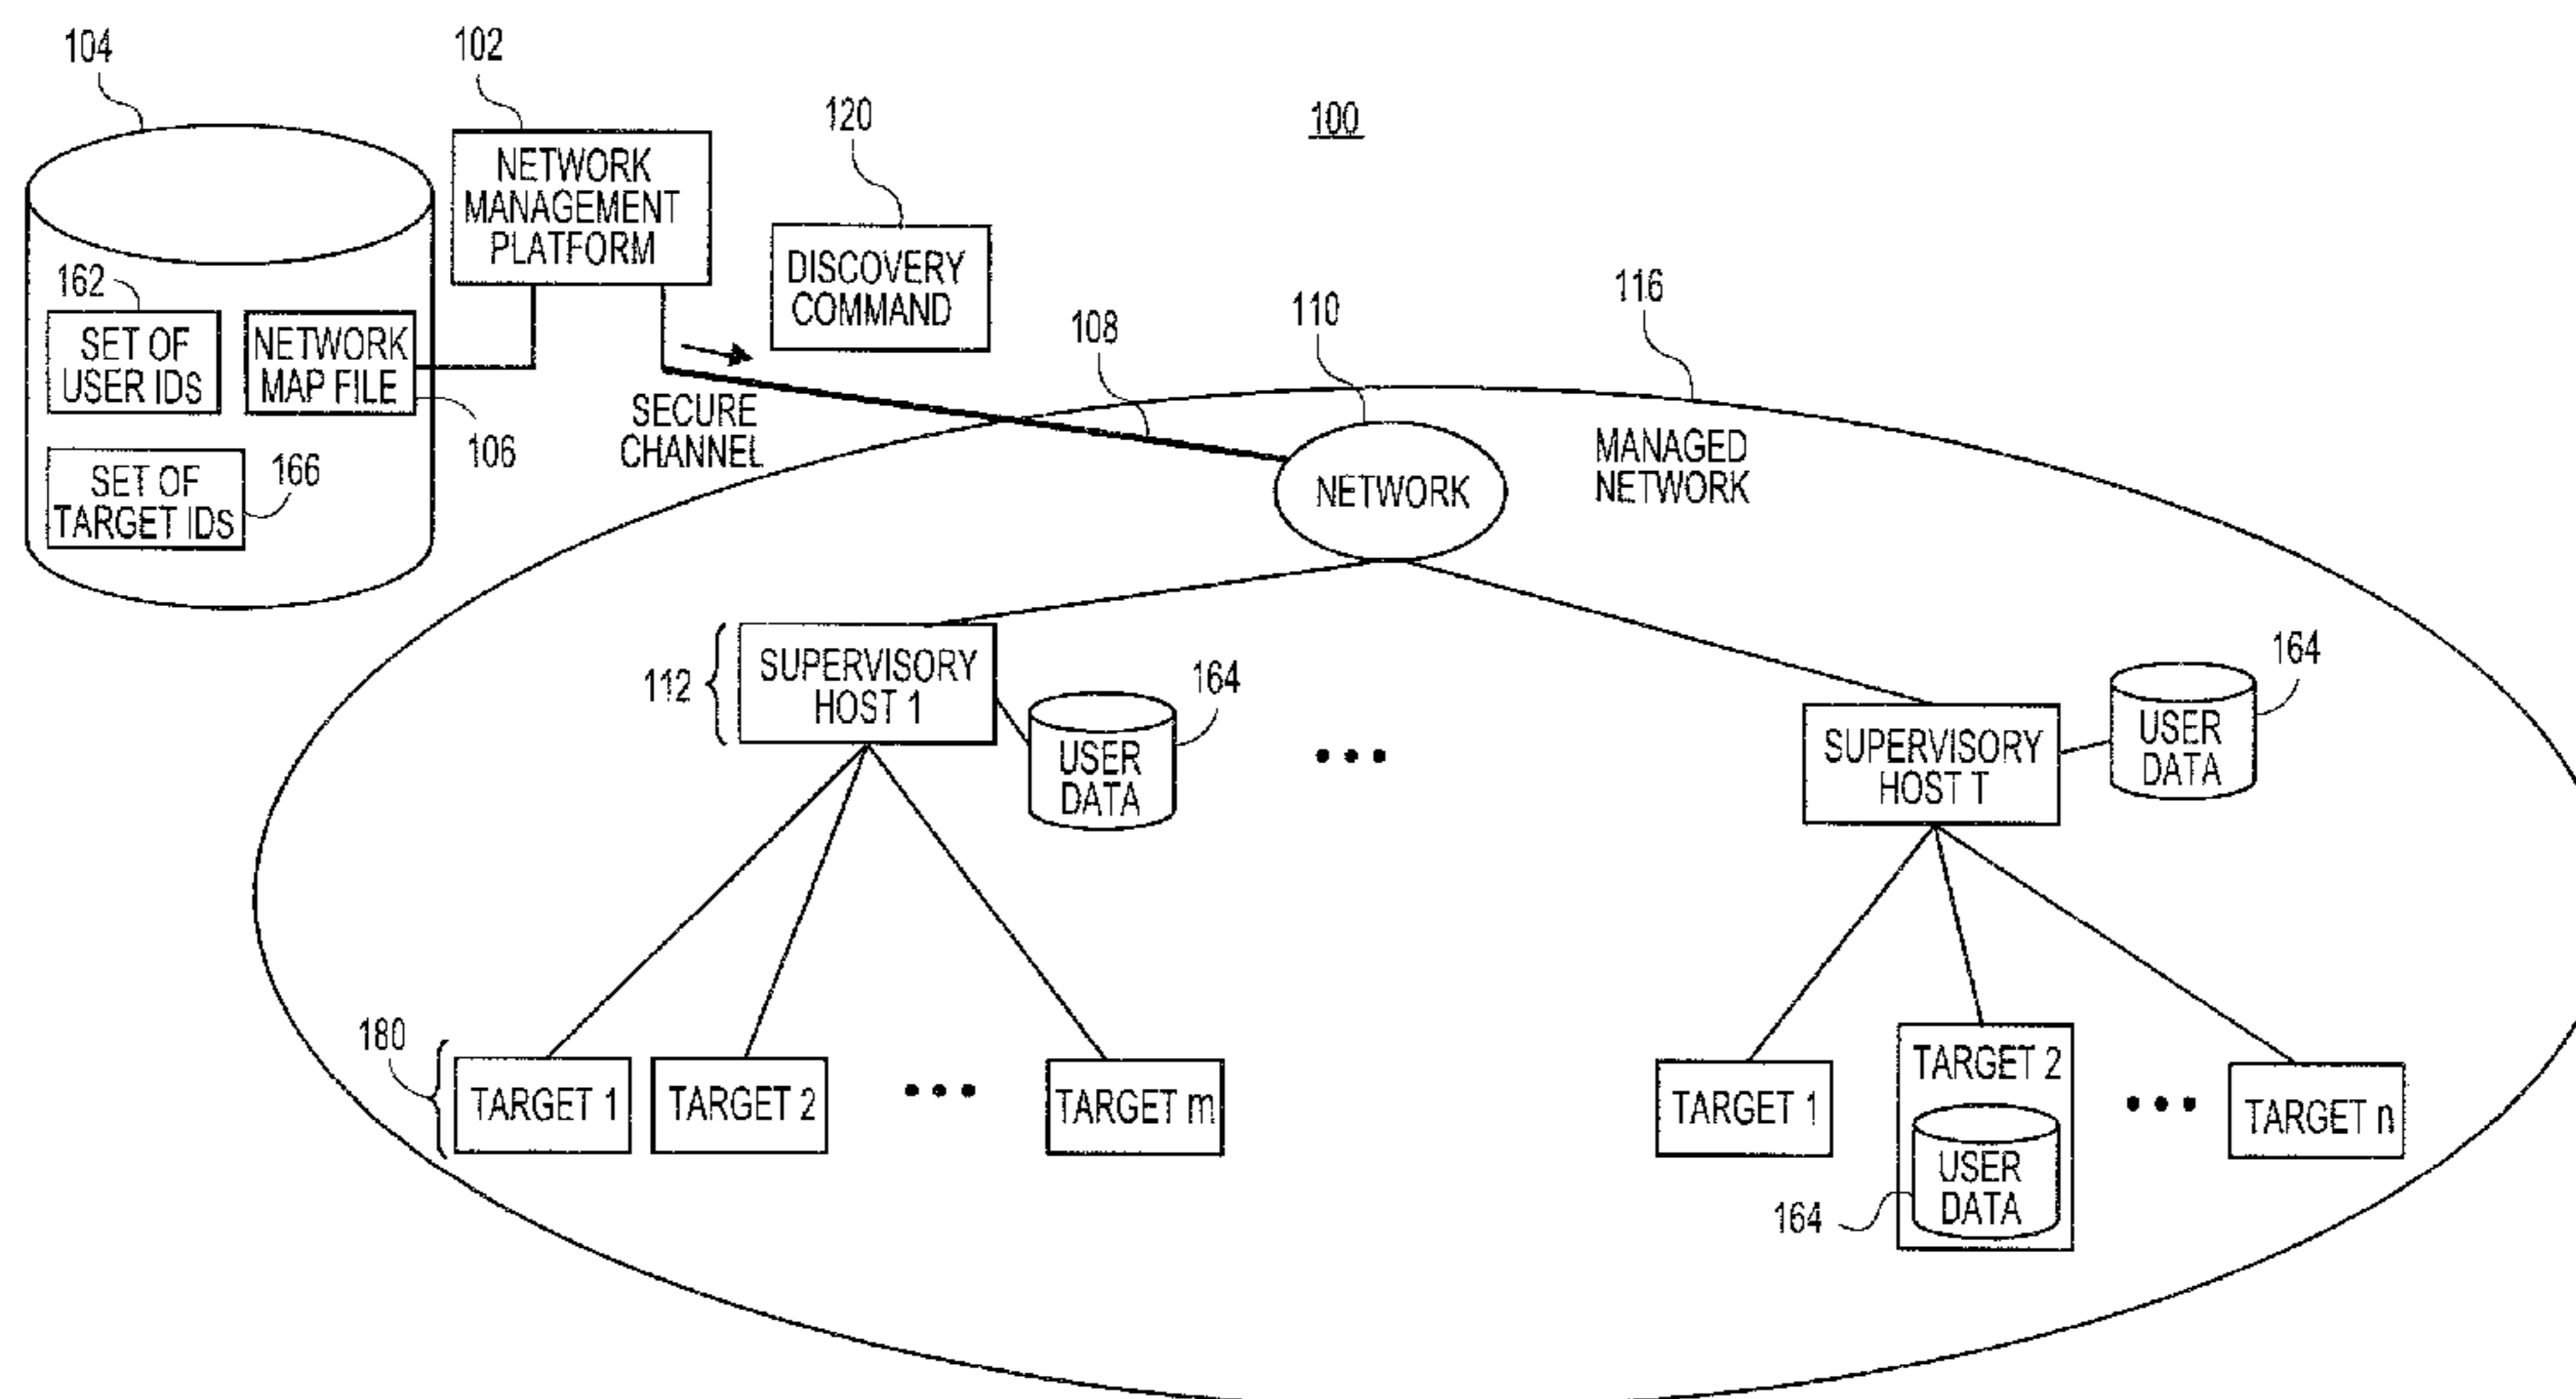 104
102
120
100
NETWORK
MANAGEMENT
PLATFORM
DISCOVERY
COMMAND
162
SET OF
USER IDS
NETWORK
MAP FILE
106
SET OF
TARGET IDS
166
SECURE
CHANNEL
108
110
116
NETWORK
MANAGED
NETWORK
112
SUPERVISORY
HOST 1
164
USER
DATA
•••
SUPERVISORY
HOST T
164
USER
DATA
180
TARGET 1
TARGET 2
•••
TARGET m
TARGET 1
TARGET 2
USER
DATA
164
•••
TARGET n